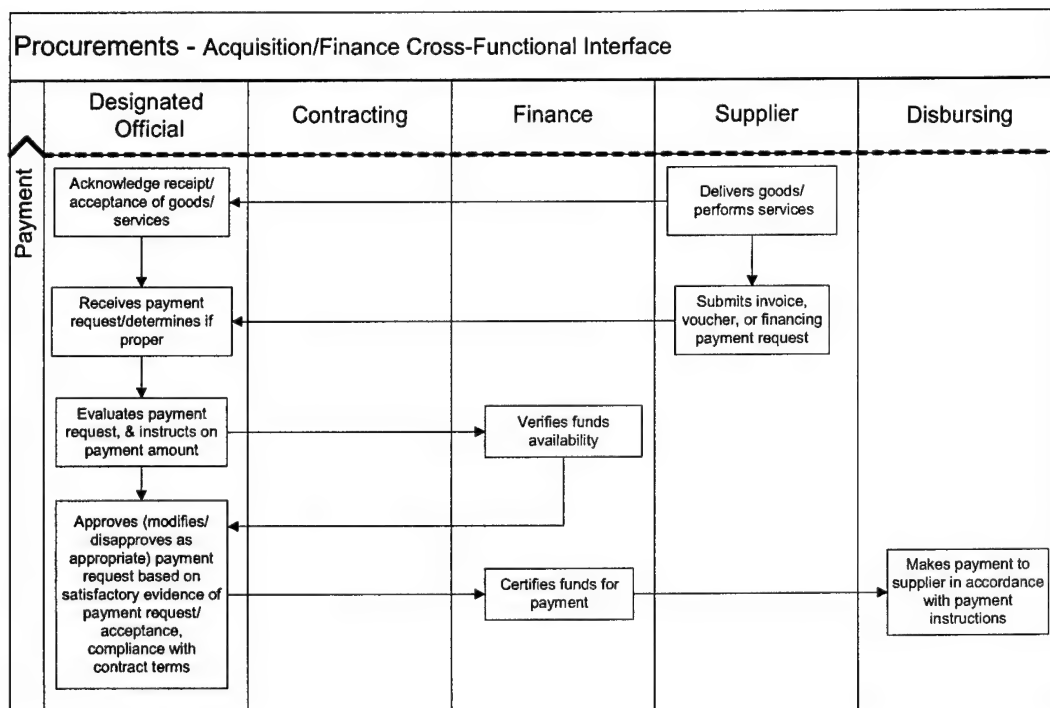 Procurements - Acquisition/Finance Cross-Functional Interface
Designated
Official
Contracting
Finance
Supplier
Disbursing
Payment
Acknowledge receipt/
acceptance of goods/
services
Delivers goods/
performs services
Receives payment
request/determines if
proper
Submits invoice,
voucher, or financing
payment request
Evaluates payment
request, & instructs on
payment amount
Verifies funds
availability
Approves (modifies/
disapproves as
appropriate) payment
request based on
satisfactory evidence of
payment request/
acceptance,
compliance with
contract terms
Certifies funds for
payment
Makes payment to
supplier in accordance
with payment
instructions